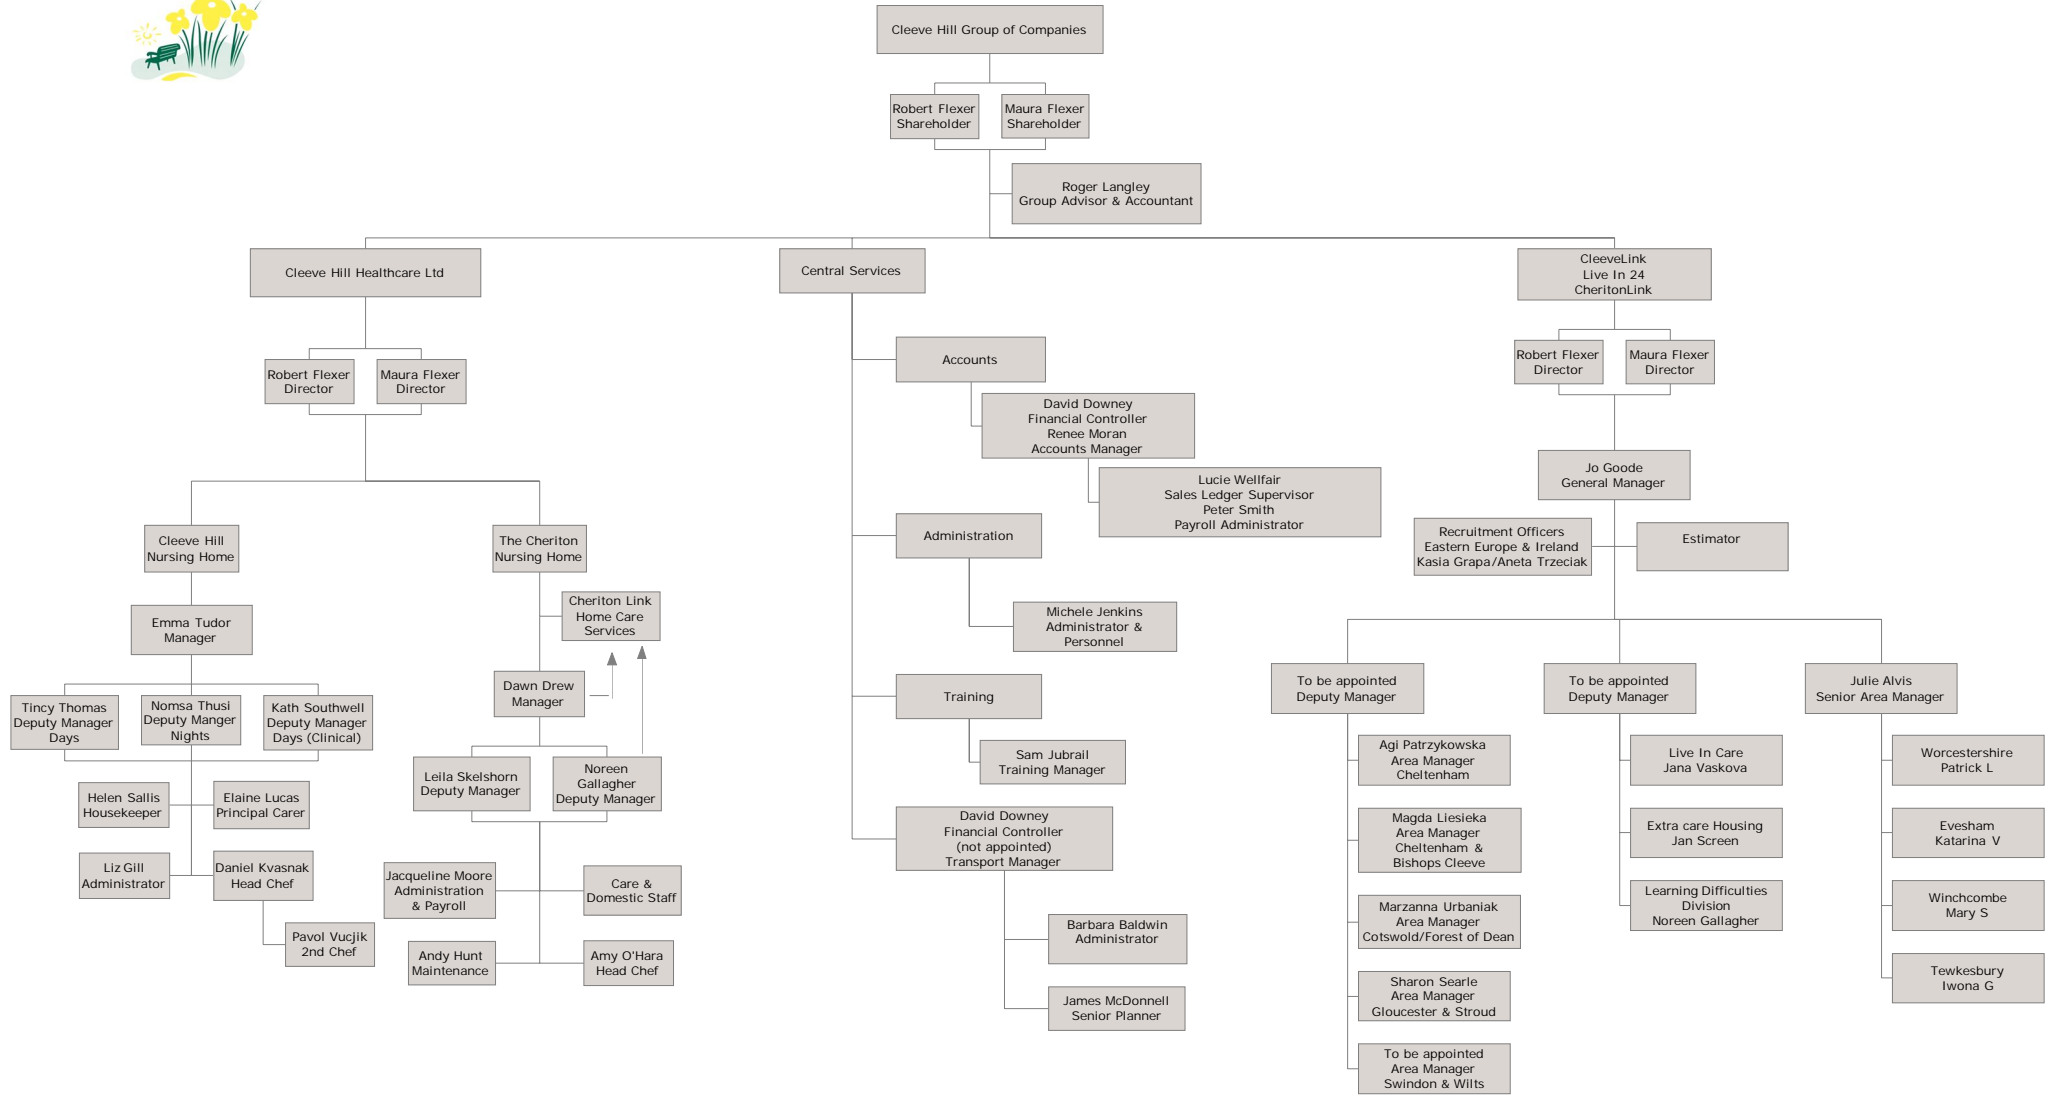 Cleeve Hill Group of Companies
Robert Flexer
Shareholder
Maura Flexer
Shareholder
Roger Langley
Group Advisor & Accountant
Cleeve Hill Healthcare Ltd
Robert Flexer
Director
Maura Flexer
Director
Cleeve Hill
Nursing Home
Emma Tudor
Manager
Tincy Thomas
Deputy Manager
Days
Nomsa Thusi
Deputy Manger
Nights
Kath Southwell
Deputy Manager
Days (Clinical)
Helen Sallis
Housekeeper
Elaine Lucas
Principal Carer
Liz Gill
Administrator
Daniel Kvasnak
Head Chef
Pavol Vucjik
2nd Chef
The Cheriton
Nursing Home
Cheriton Link
Home Care
Services
Dawn Drew
Manager
Leila Skelshorn
Deputy Manager
Noreen
Gallagher
Deputy Manager
Jacqueline Moore
Administration
& Payroll
Care &
Domestic Staff
Andy Hunt
Maintenance
Amy O'Hara
Head Chef
Central Services
Accounts
David Downey
Financial Controller
Renee Moran
Accounts Manager
Lucie Wellfair
Sales Ledger Supervisor
Peter Smith
Payroll Administrator
Administration
Michele Jenkins
Administrator &
Personnel
Training
Sam Jubrail
Training Manager
David Downey
Financial Controller
(not appointed)
Transport Manager
Barbara Baldwin
Administrator
James McDonnell
Senior Planner
CleeveLink
Live In 24
CheritonLink
Robert Flexer
Director
Maura Flexer
Director
Jo Goode
General Manager
Recruitment Officers
Eastern Europe & Ireland
Kasia Grapa/Aneta Trzeciak
Estimator
To be appointed
Deputy Manager
Agi Patrzykowska
Area Manager
Cheltenham
Magda Liesieka
Area Manager
Cheltenham &
Bishops Cleeve
Marzanna Urbaniak
Area Manager
Cotswold/Forest of Dean
Sharon Searle
Area Manager
Gloucester & Stroud
To be appointed
Area Manager
Swindon & Wilts
To be appointed
Deputy Manager
Live In Care
Jana Vaskova
Extra care Housing
Jan Screen
Learning Difficulties
Division
Noreen Gallagher
Julie Alvis
Senior Area Manager
Worcestershire
Patrick L
Evesham
Katarina V
Winchcombe
Mary S
Tewkesbury
Iwona G